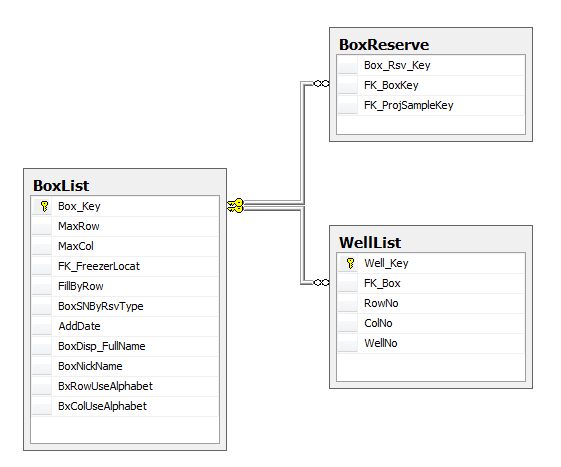 BoxReserve
Box_Rsv_Key
FK_BoxKey
FK_ProjSampleKey
BoxList
Box_Key
MaxRow
MaxCol
FK_FreezerLocat
FillByRow
BoxSNByRsvType
AddDate
BoxDisp_FullName
BoxNickName
BxRowUseAlphabet
BxColUseAlphabet
WellList
Well_Key
FK_Box
RowNo
ColNo
WellNo